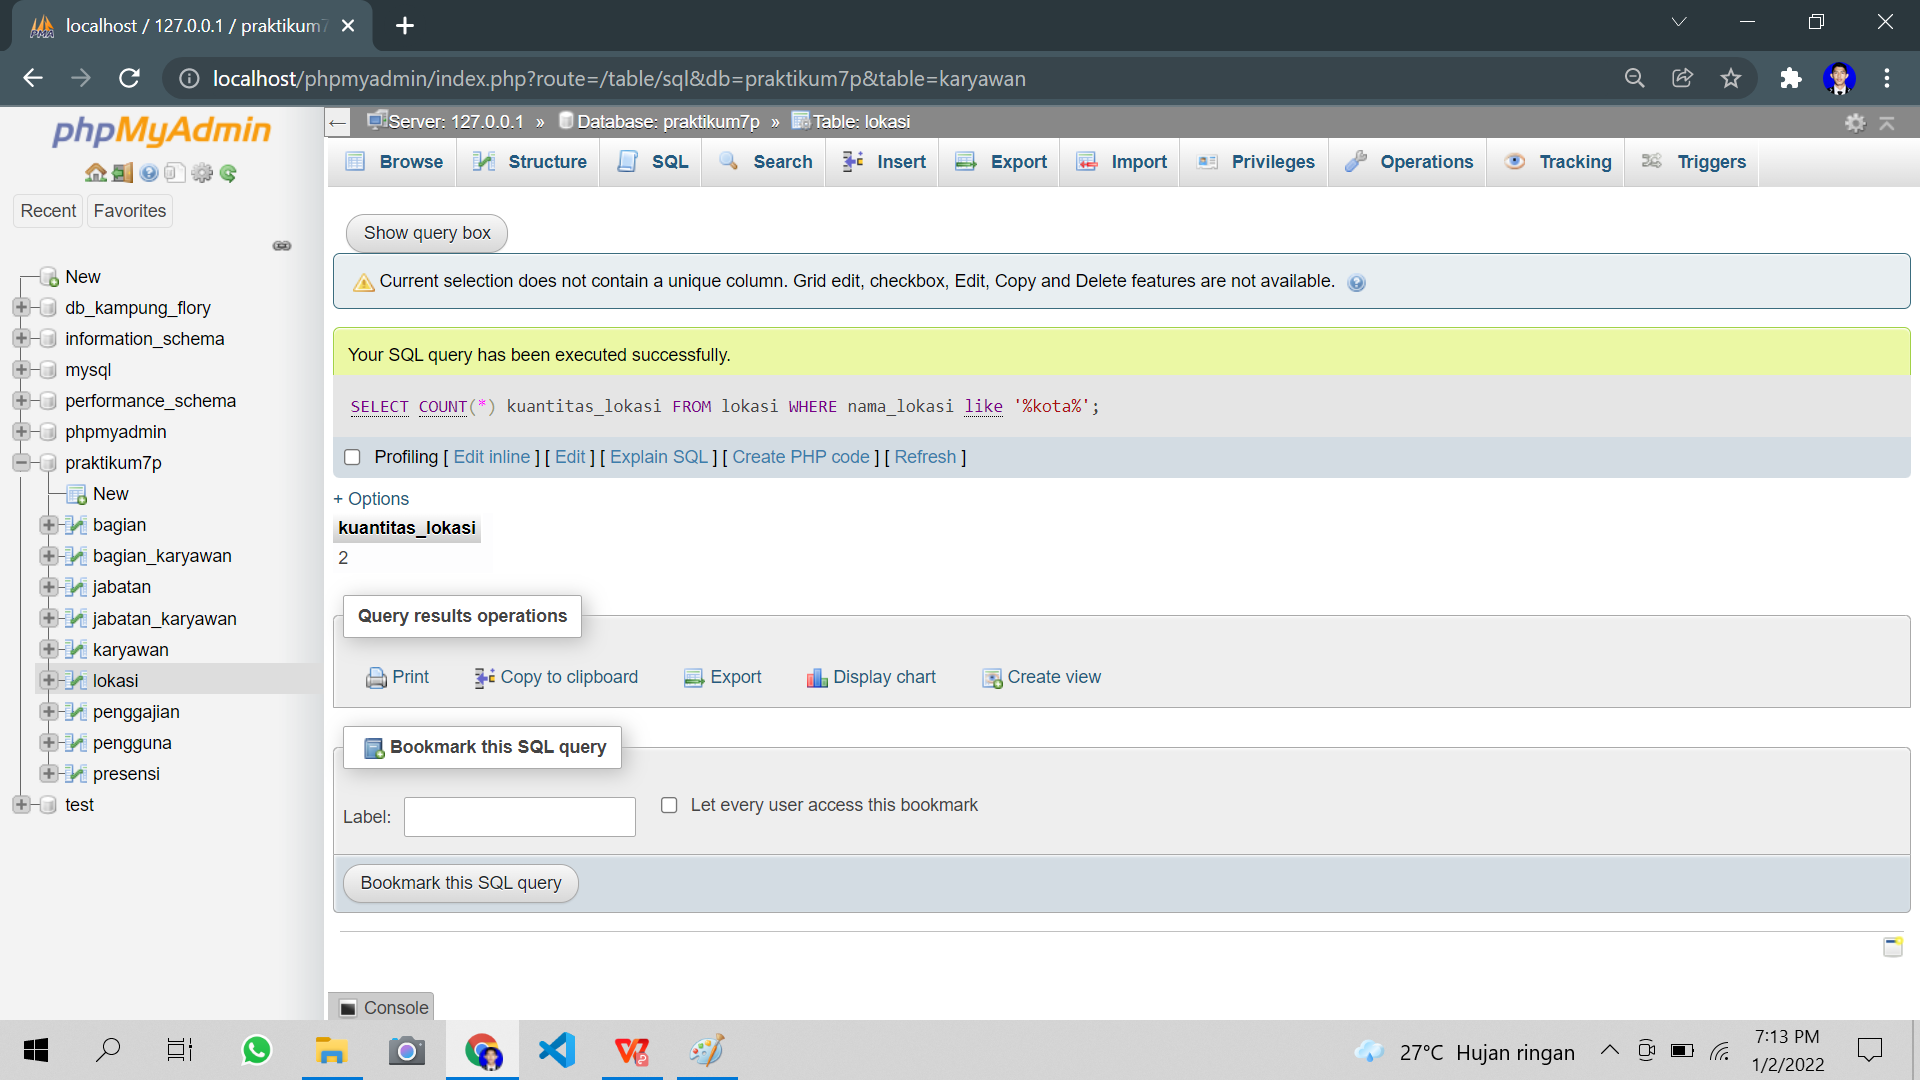 localhost / 127.0.0.1 / praktikum7
localhost/phpmyadmin/index.php?route=/table/sql&db=praktikum7p&table=karyawan
phpMyAdmin
Recent
Favorites
New
db_kampung_flory
information_schema
mysql
performance_schema
phpmyadmin
praktikum7p
New
bagian
bagian_karyawan
jabatan
jabatan_karyawan
karyawan
lokasi
penggajian
pengguna
presensi
test
Server: 127.0.0.1 » Database: praktikum7p » Table: lokasi
Browse
Structure
SQL
Search
Insert
Export
Import
Privileges
Operations
Tracking
Triggers
Show query box
Current selection does not contain a unique column. Grid edit, checkbox, Edit, Copy and Delete features are not available.
Your SQL query has been executed successfully.
SELECT COUNT(*) kuantitas_lokasi FROM lokasi WHERE nama_lokasi like '%kota%';
Profiling [ Edit inline ] [ Edit ] [ Explain SQL ] [ Create PHP code ] [ Refresh ]
+ Options
kuantitas_lokasi
2
Query results operations
Print
Copy to clipboard
Export
Display chart
Create view
Bookmark this SQL query
Label:
Let every user access this bookmark
Bookmark this SQL query
Console
27°C Hujan ringan
7:13 PM
1/2/2022